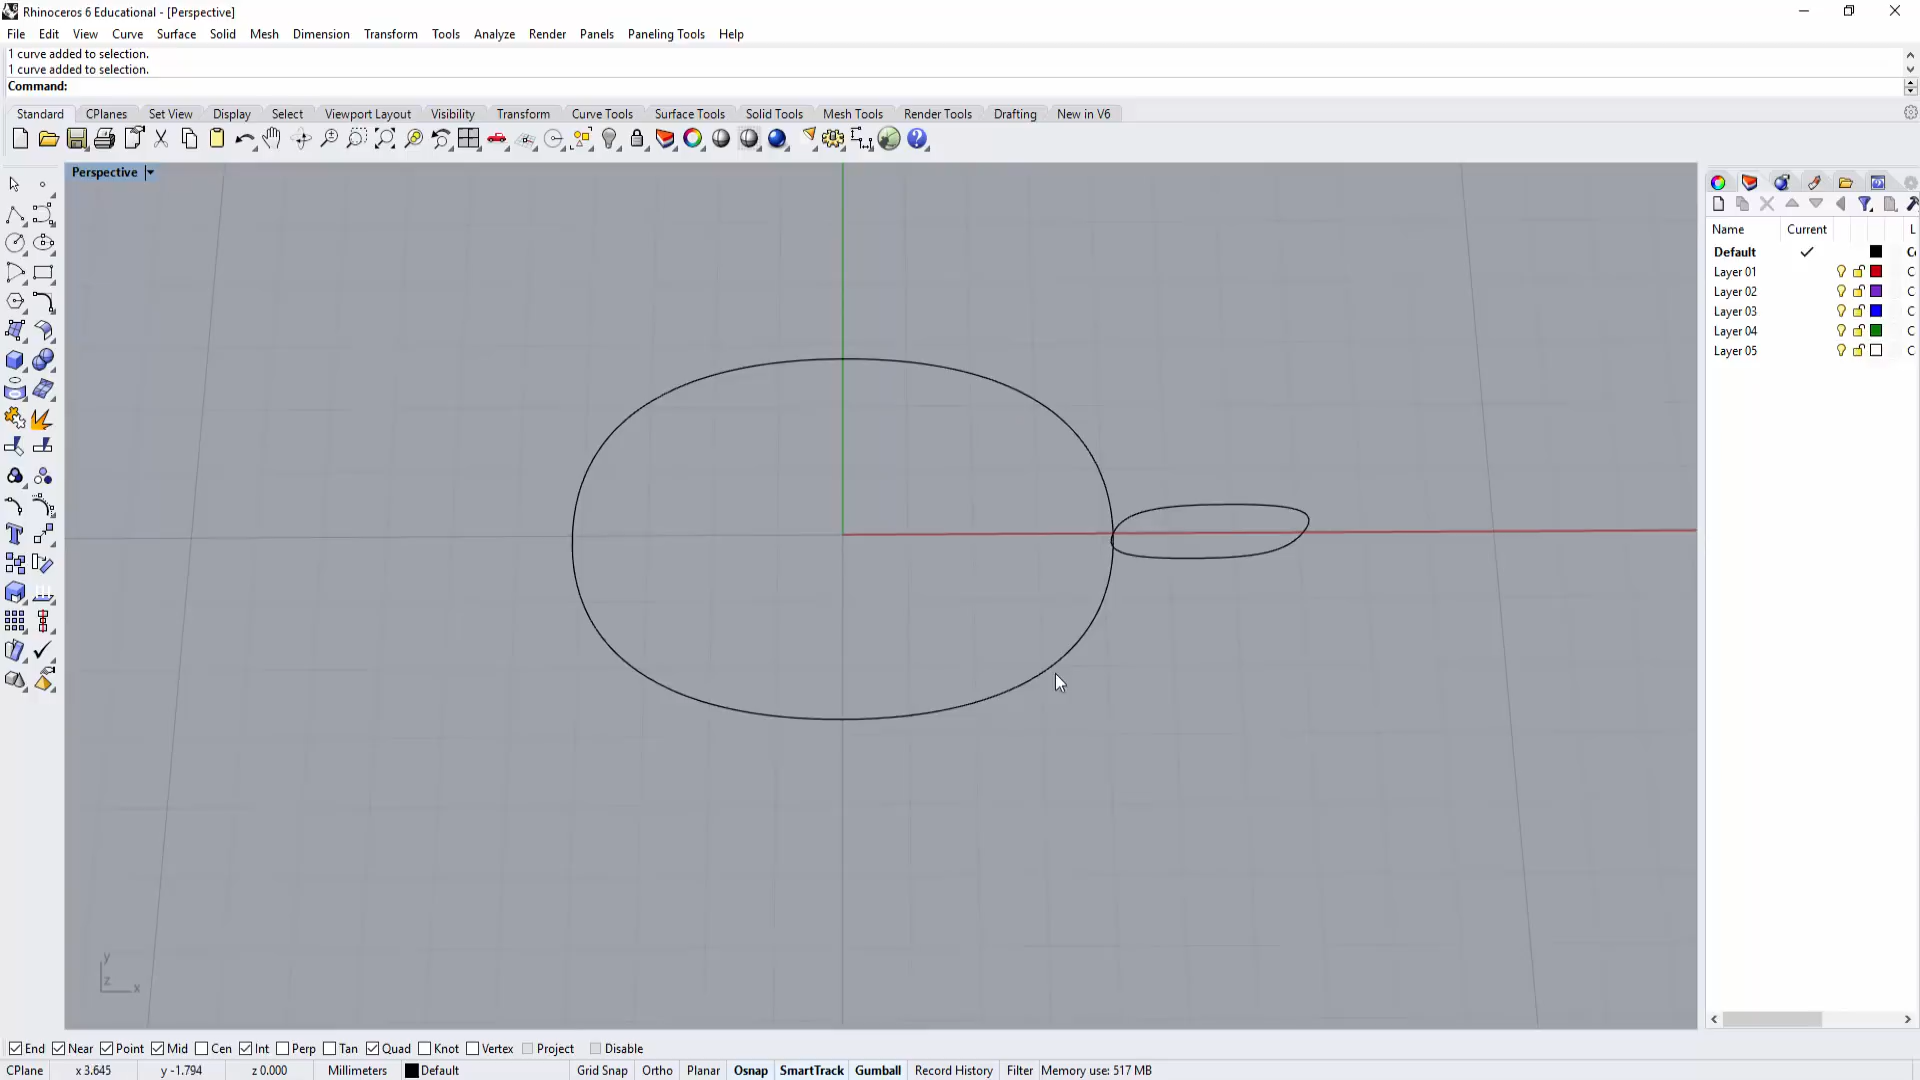 Rhinoceros 6 Educational - [Perspective]
File Edit View Curve Surface Solid Mesh Dimension Transform Tools Analyze Render Panels Paneling Tools Help
1 curve added to selection.
1 curve added to selection.
Command:
Standard CPlanes Set View Display Select Viewport Layout Visibility Transform Curve Tools Surface Tools Solid Tools Mesh Tools Render Tools Drafting New in V6
Perspective
Name Current L
Default C
Layer 01 C
Layer 02 C
Layer 03 C
Layer 04 C
Layer 05 C
y
z x
End Near Point Mid Cen Int Perp Tan Quad Knot Vertex Project Disable
CPlane x 3.645 y -1.794 z 0.000 Millimeters Default Grid Snap Ortho Planar Osnap SmartTrack Gumball Record History Filter Memory use: 517 MB